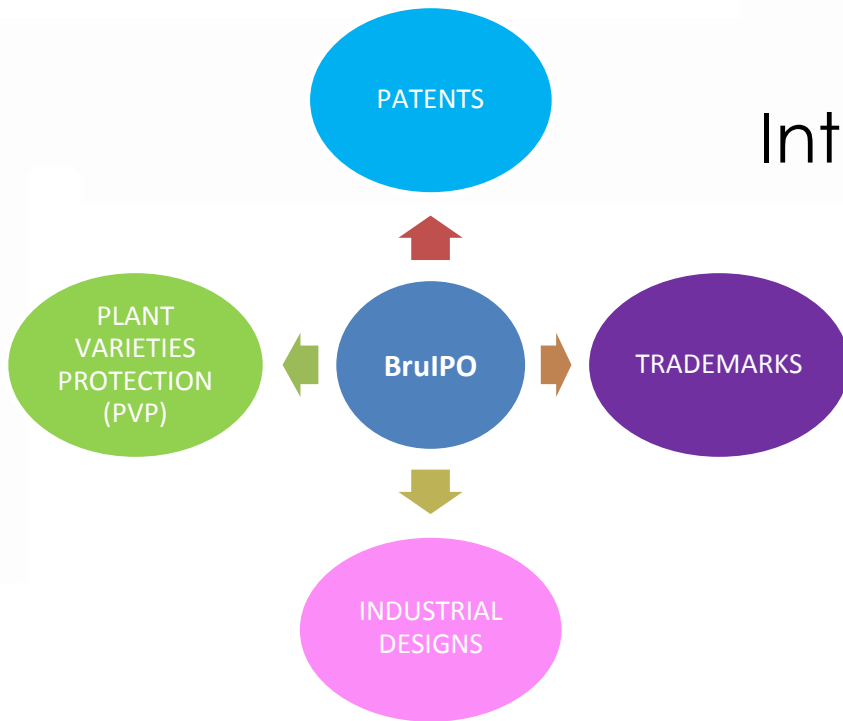 PATENTS
Int
PLANT
VARIETIES
PROTECTION
(PVP)
BruIPO
TRADEMARKS
INDUSTRIAL
DESIGNS